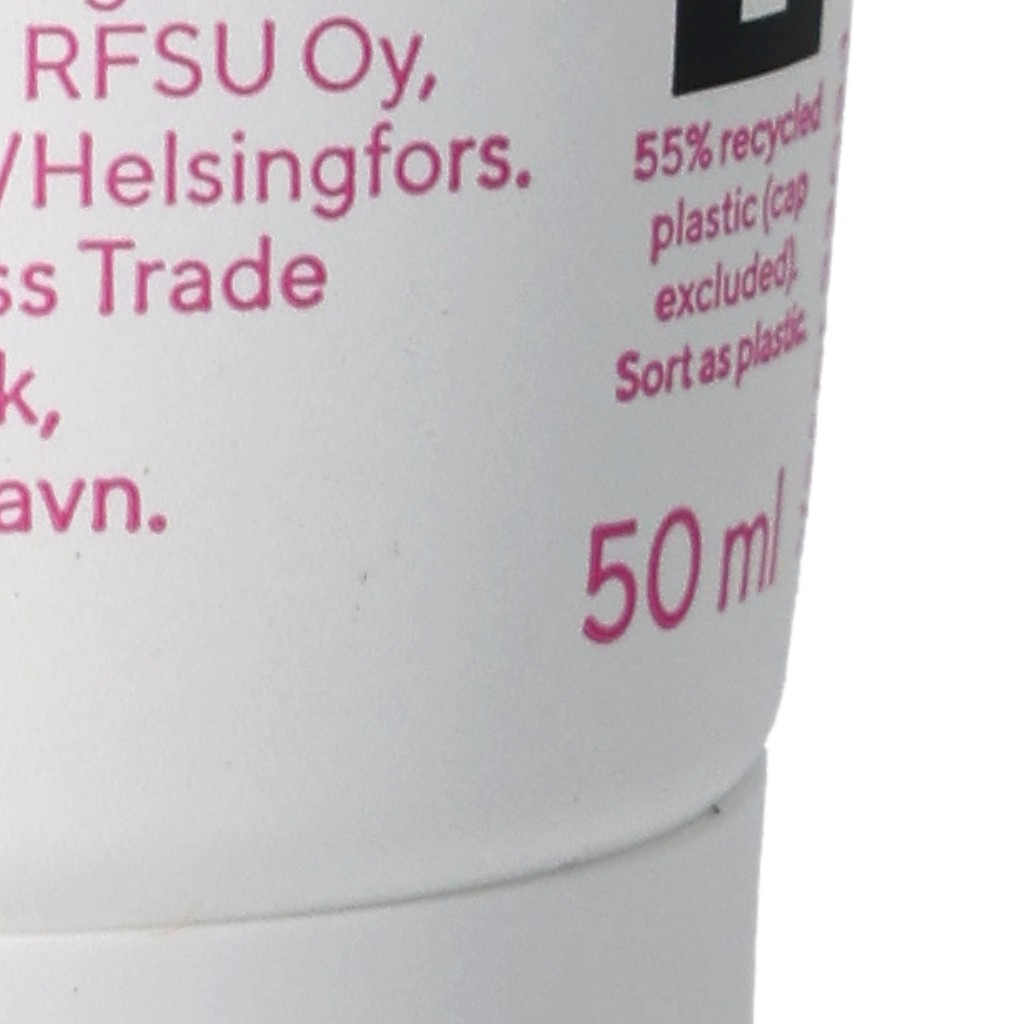 RFSU Oy,
/Helsingfors.
ss Trade
k,
avn.
55% recycled
plastic (cap
excluded).
Sort as plastic.
50 ml